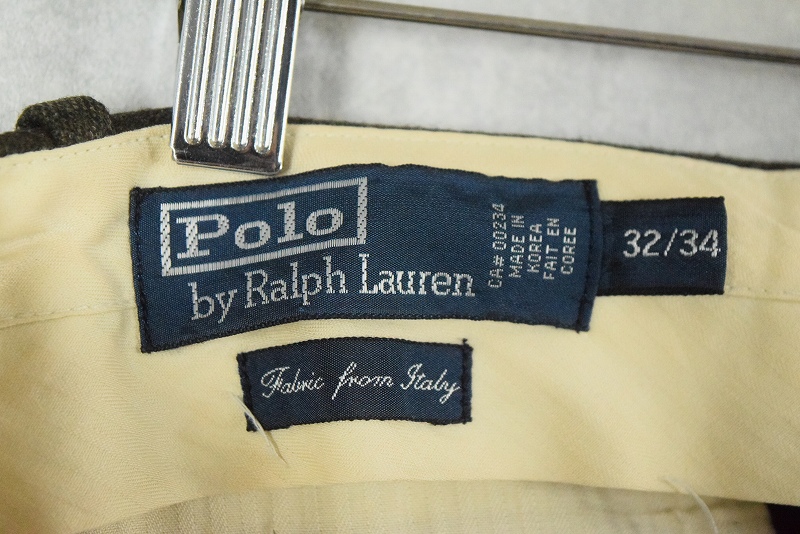 Polo
by Ralph Lauren
CA# 00234
MADE IN
KOREA
FAIT EN
COREE
32/34
Fabric from Italy